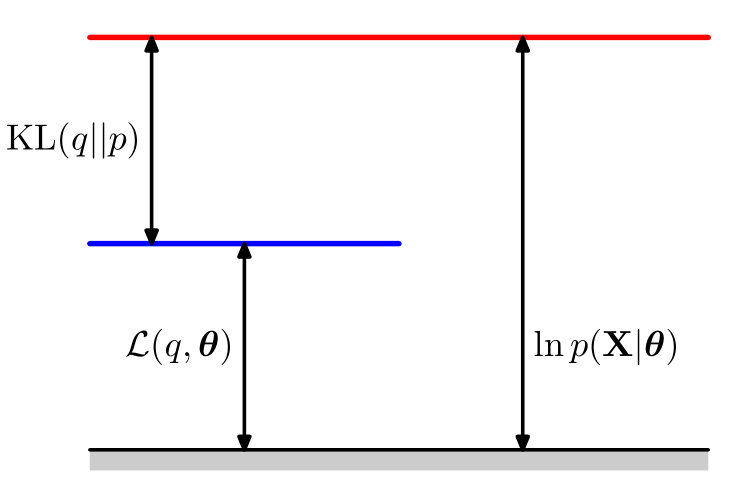 KL(q||p)
ℒ(q, θ)
ln p(X|θ)